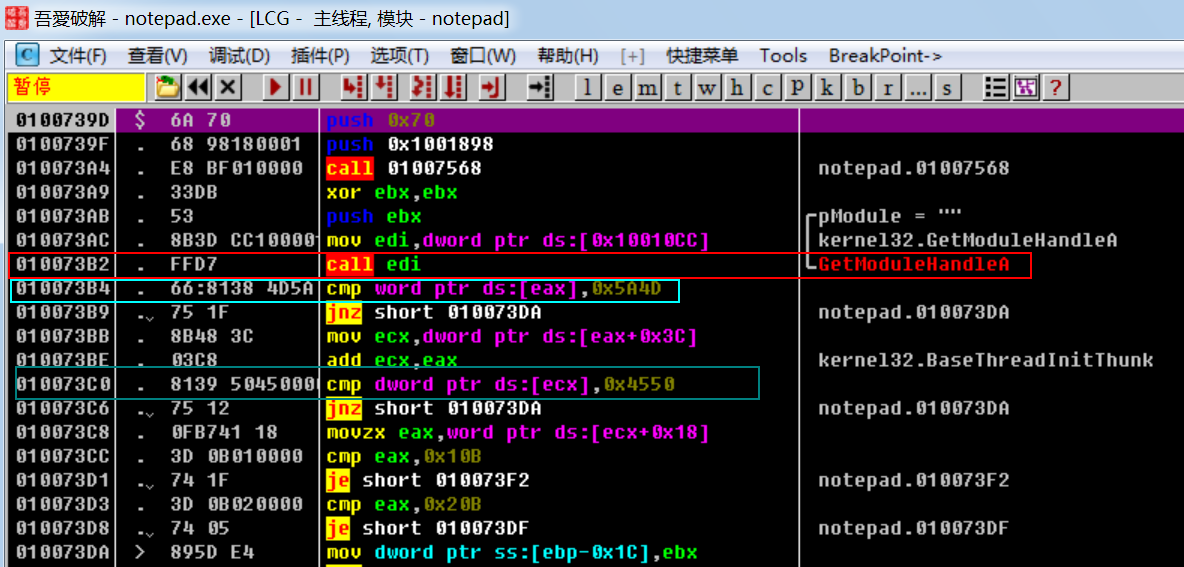 吾愛破解 - notepad.exe - [LCG - 主线程, 模块 - notepad]
C 文件(F) 查看(V) 调试(D) 插件(P) 选项(T) 窗口(W) 帮助(H) [+] 快捷菜单 Tools BreakPoint->
暂停 l e m t w h c P k b r ... s ?
0100739D $ 6A 70 push 0x70
0100739F . 68 98180001 push 0x1001898
010073A4 . E8 BF010000 call 01007568 notepad.01007568
010073A9 . 33DB xor ebx,ebx
010073AB . 53 push ebx pModule = ""
010073AC . 8B3D CC10000 mov edi,dword ptr ds:[0x10010CC] kernel32.GetModuleHandleA
010073B2 . FFD7 call edi GetModuleHandleA
010073B4 . 66:8138 4D5A cmp word ptr ds:[eax],0x5A4D
010073B9 . 75 1F jnz short 010073DA notepad.010073DA
010073BB . 8B48 3C mov ecx,dword ptr ds:[eax+0x3C]
010073BE . 03C8 add ecx,eax kernel32.BaseThreadInitThunk
010073C0 . 8139 5045000 cmp dword ptr ds:[ecx],0x4550
010073C6 . 75 12 jnz short 010073DA notepad.010073DA
010073C8 . 0FB741 18 movzx eax,word ptr ds:[ecx+0x18]
010073CC . 3D 0B010000 cmp eax,0x10B
010073D1 . 74 1F je short 010073F2 notepad.010073F2
010073D3 . 3D 0B020000 cmp eax,0x20B
010073D8 . 74 05 je short 010073DF notepad.010073DF
010073DA > 895D E4 mov dword ptr ss:[ebp-0x1C],ebx